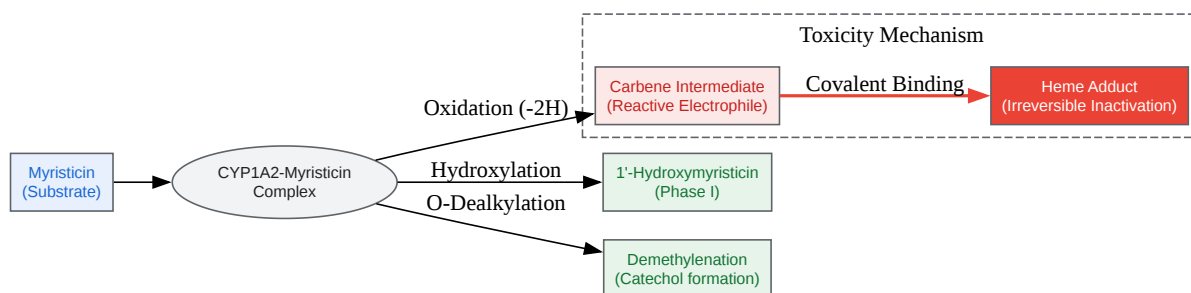 Toxicity Mechanism
Oxidation (-2H)
Carbene Intermediate
(Reactive Electrophile)
Covalent Binding
Heme Adduct
(Irreversible Inactivation)
Myristicin
(Substrate)
CYP1A2-Myristicin
Complex
Hydroxylation
1'-Hydroxymyristicin
(Phase I)
O-Dealkylation
Demethylenation
(Catechol formation)